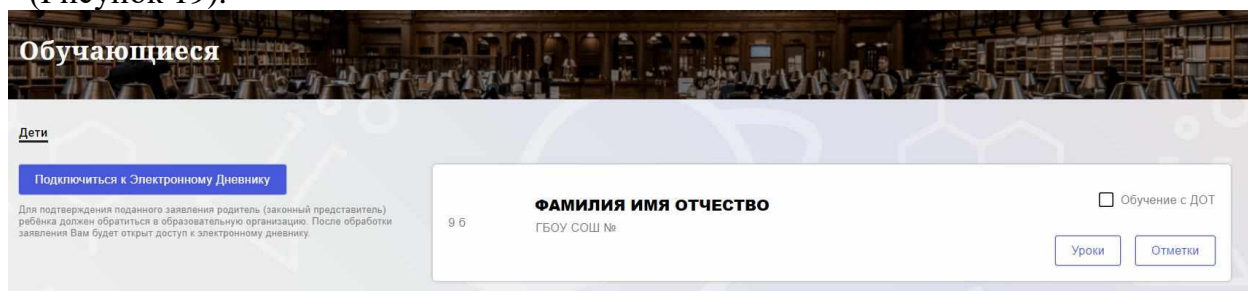 (Рисунок 19).
Обучающиеся
Дети
Подключиться к Электронному Дневнику
Для подтверждения поданного заявления родитель (законный представитель)
ребёнка должен обратиться в образовательную организацию. После обработки
заявления Вам будет открыт доступ к электронному дневнику.
9 б
ФАМИЛИЯ ИМЯ ОТЧЕСТВО
ГБОУ СОШ №
Обучение с ДОТ
Уроки
Отметки